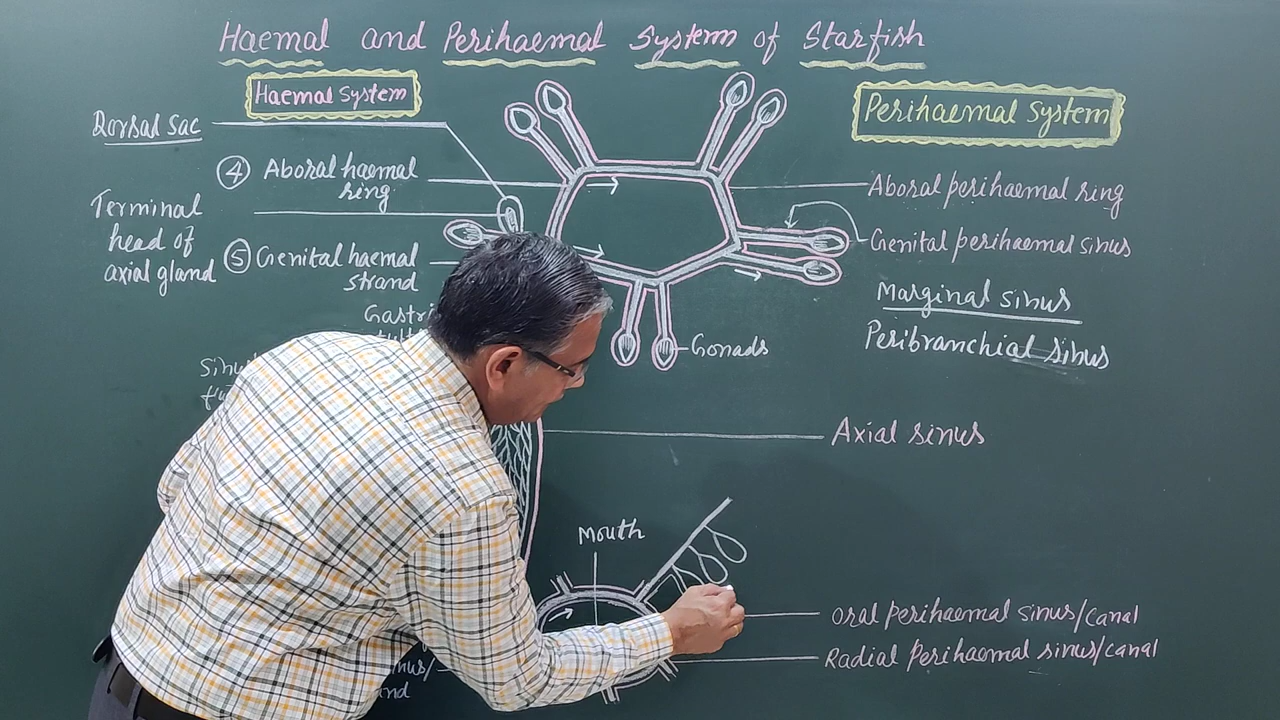 Haemal and Perihaemal System of Starfish
Haemal System
Dorsal Sac
④ Aboral haemal
ring
Terminal
head of
axial gland
⑤ Genital haemal
strand
Perihaemal System
Aboral perihaemal ring
Genital perihaemal sinus
Marginal sinus
Peribranchial sinus
Gonads
Axial sinus
Mouth
Oral perihaemal sinus/canal
Radial Perihaemal sinus/canal